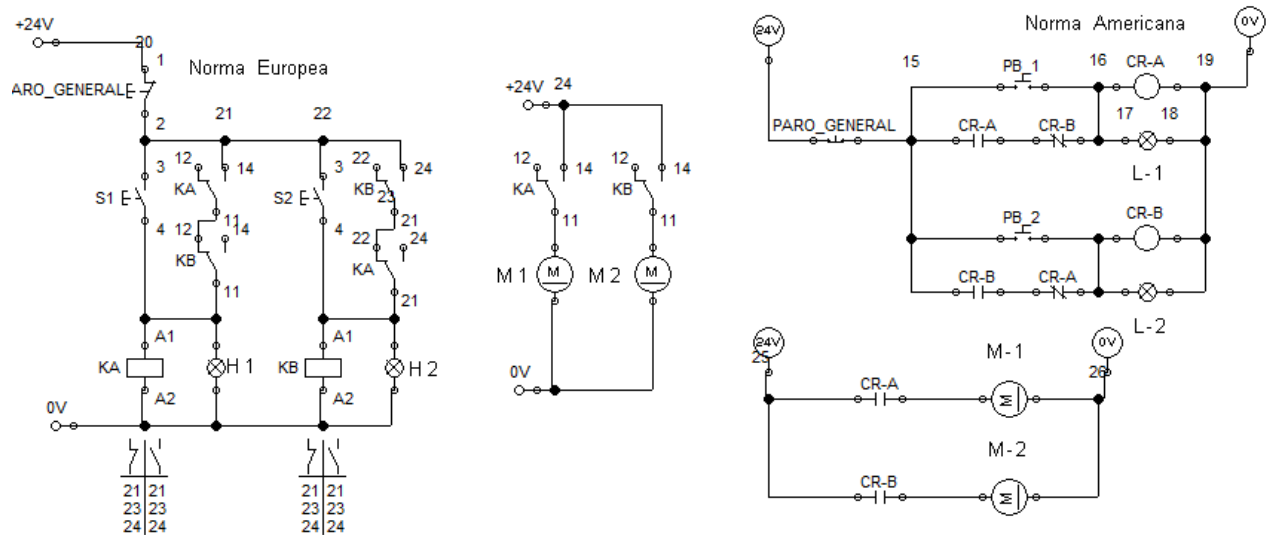 +24V
20
1
Norma Europea
ARO_GENERAL
2
21
22
3
12
14
3
22
24
S1
KA
S2
KB
23
4
11
4
21
12
14
22
24
KB
KA
11
21
A1
A1
KA
H 1
KB
H 2
A2
A2
0V
21 21
23 23
24 24
21 21
23 23
24 24
+24V
24
12
14
12
14
KA
KB
11
11
M 1
M
M 2
M
0V
24V
Norma Americana
0V
15
PB_1
16
CR-A
19
PARO_GENERAL
CR-A
CR-B
17
18
L-1
PB_2
CR-B
CR-B
CR-A
L-2
24V
25
M-1
0V
26
CR-A
M
M-2
CR-B
M